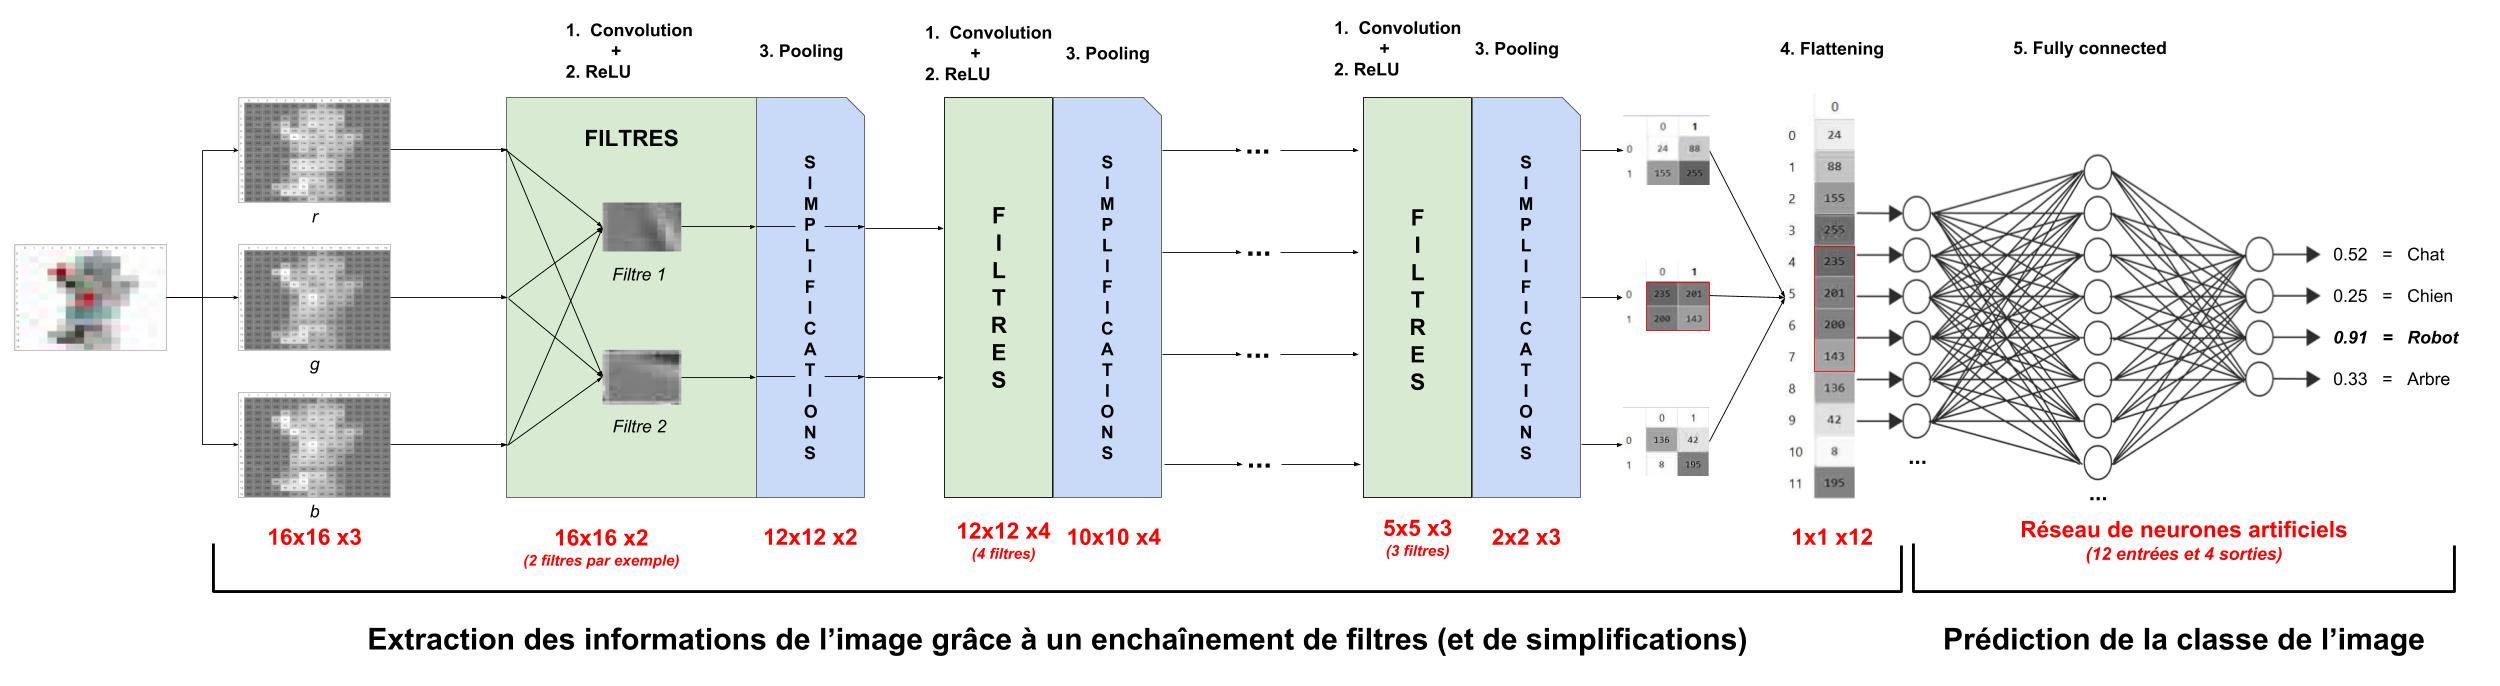 1. Convolution
+
2. ReLU
3. Pooling
1. Convolution
+
2. ReLU
3. Pooling
1. Convolution
+
2. ReLU
3. Pooling
4. Flattening
5. Fully connected
r
g
b
FILTRES
Filtre 1
Filtre 2
SIMPLIFICATIONS
FILTRES
SIMPLIFICATIONS
...
...
...
...
FILTRES
SIMPLIFICATIONS
0 1
0 24 88
1 155 255
0 1
0 235 201
1 200 143
0 1
0 136 42
1 8 195
0
0 24
1 88
2 155
3 255
4 235
5 201
6 200
7 143
8 136
9 42
10 8
11 195
...
...
0.52 = Chat
0.25 = Chien
0.91 = Robot
0.33 = Arbre
16x16 x3
16x16 x2
(2 filtres par exemple)
12x12 x2
12x12 x4
(4 filtres)
10x10 x4
5x5 x3
(3 filtres)
2x2 x3
1x1 x12
Réseau de neurones artificiels
(12 entrées et 4 sorties)
Extraction des informations de l’image grâce à un enchaînement de filtres (et de simplifications)
Prédiction de la classe de l’image